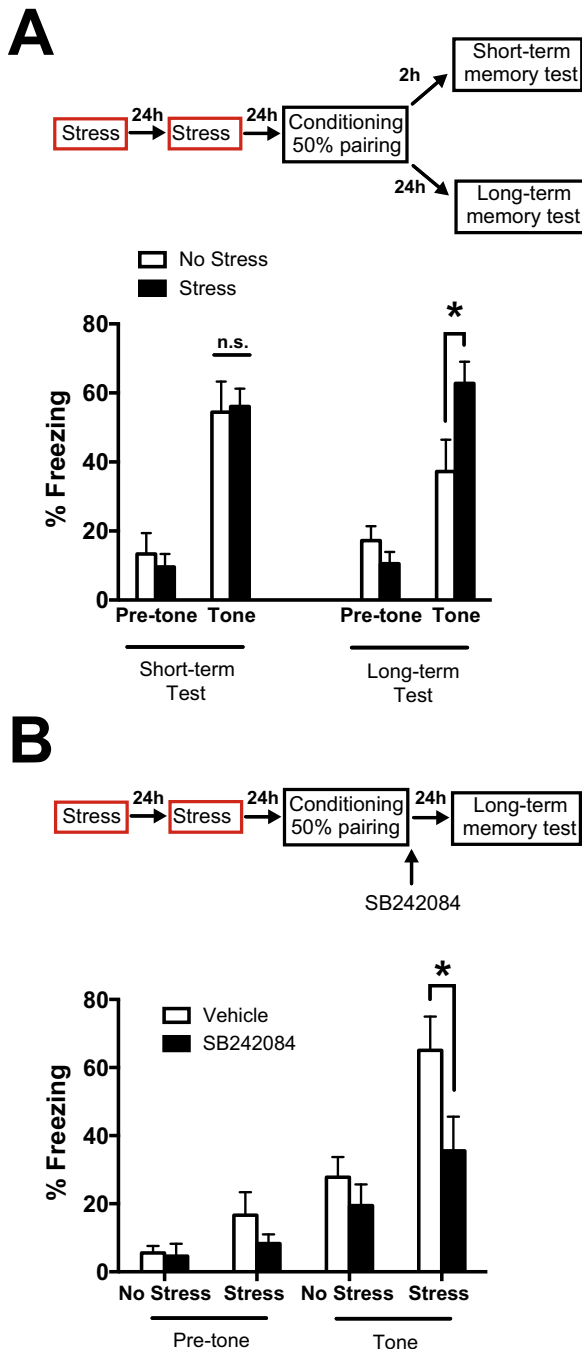 A
Short-term
memory test
2h
24h
24h
Stress
Stress
Conditioning
50% pairing
24h
Long-term
memory test
No Stress
Stress
% Freezing
80
60
40
20
0
n.s.
*
Pre-tone Tone Pre-tone Tone
Short-term
Test
Long-term
Test
B
24h
24h
24h
Stress
Stress
Conditioning
50% pairing
Long-term
memory test
SB242084
Vehicle
SB242084
% Freezing
80
60
40
20
0
*
No Stress Stress No Stress Stress
Pre-tone Tone